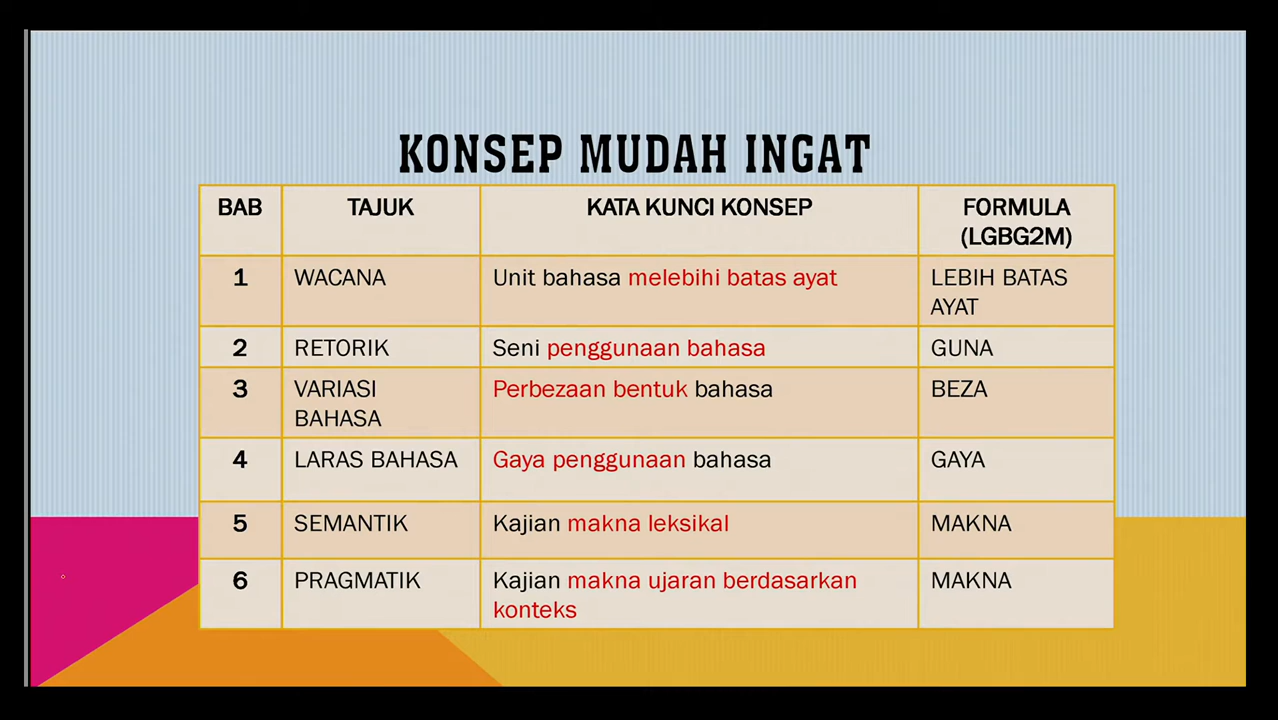 KONSEP MUDAH INGAT
BAB TAJUK KATA KUNCI KONSEP FORMULA
(LGBG2M)
1 WACANA Unit bahasa melebihi batas ayat LEBIH BATAS
AYAT
2 RETORIK Seni penggunaan bahasa GUNA
3 VARIASI Perbezaan bentuk bahasa BEZA
BAHASA
4 LARAS BAHASA Gaya penggunaan bahasa GAYA
5 SEMANTIK Kajian makna leksikal MAKNA
6 PRAGMATIK Kajian makna ujaran berdasarkan MAKNA
konteks